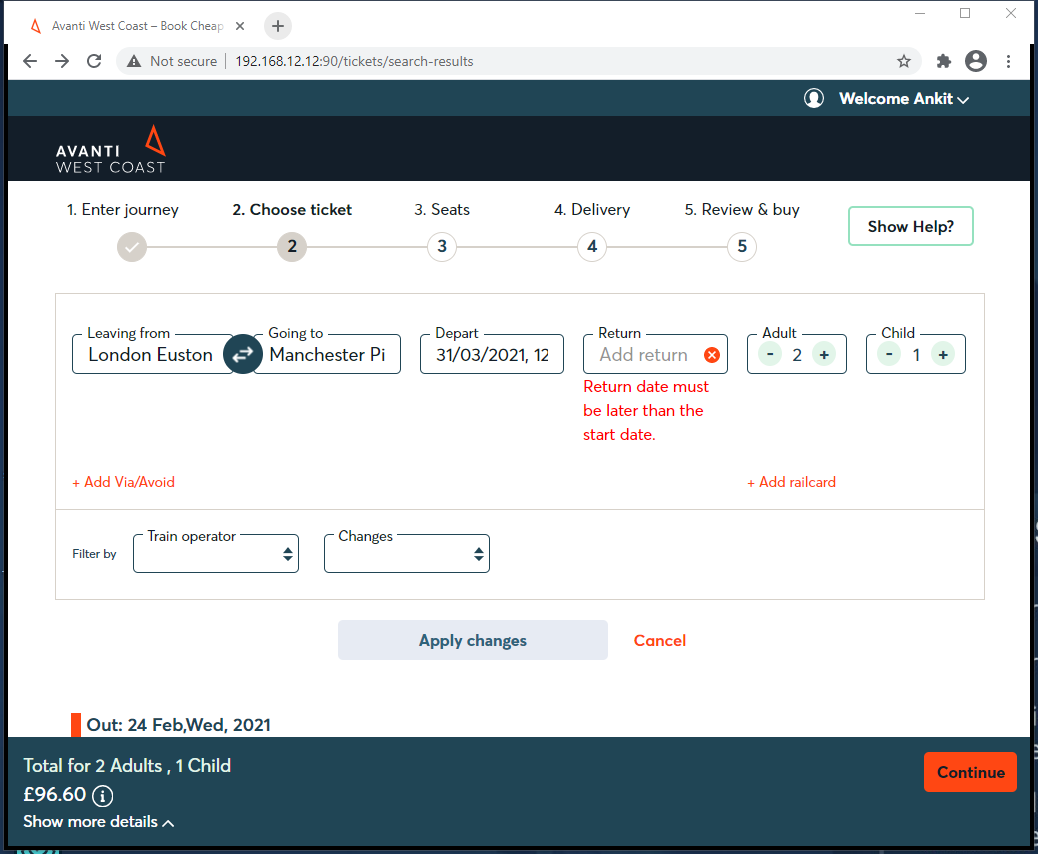 Avanti West Coast – Book Cheap
Not secure 192.168.12.12:90/tickets/search-results
Welcome Ankit
AVANTI
WEST COAST
1. Enter journey 2. Choose ticket 3. Seats 4. Delivery 5. Review & buy
Show Help?
2 3 4 5
Leaving from Going to Depart Return Adult Child
London Euston Manchester Pi 31/03/2021, 12 Add return - 2 + - 1 +
Return date must
be later than the
start date.
+ Add Via/Avoid + Add railcard
Train operator Changes
Filter by
Apply changes Cancel
Out: 24 Feb,Wed, 2021
Total for 2 Adults , 1 Child
£96.60
Continue
Show more details